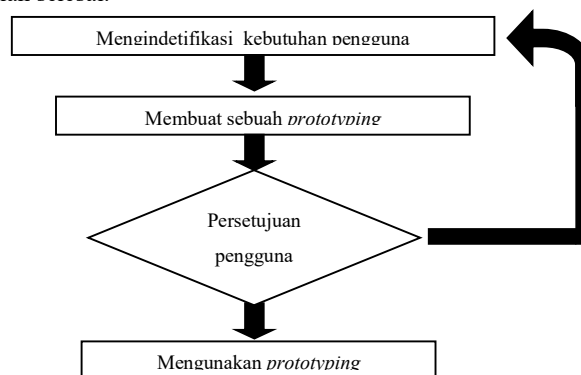 Mengindetifikasi kebutuhan pengguna
Membuat sebuah prototyping
Persetujuan
pengguna
Mengunakan prototyping